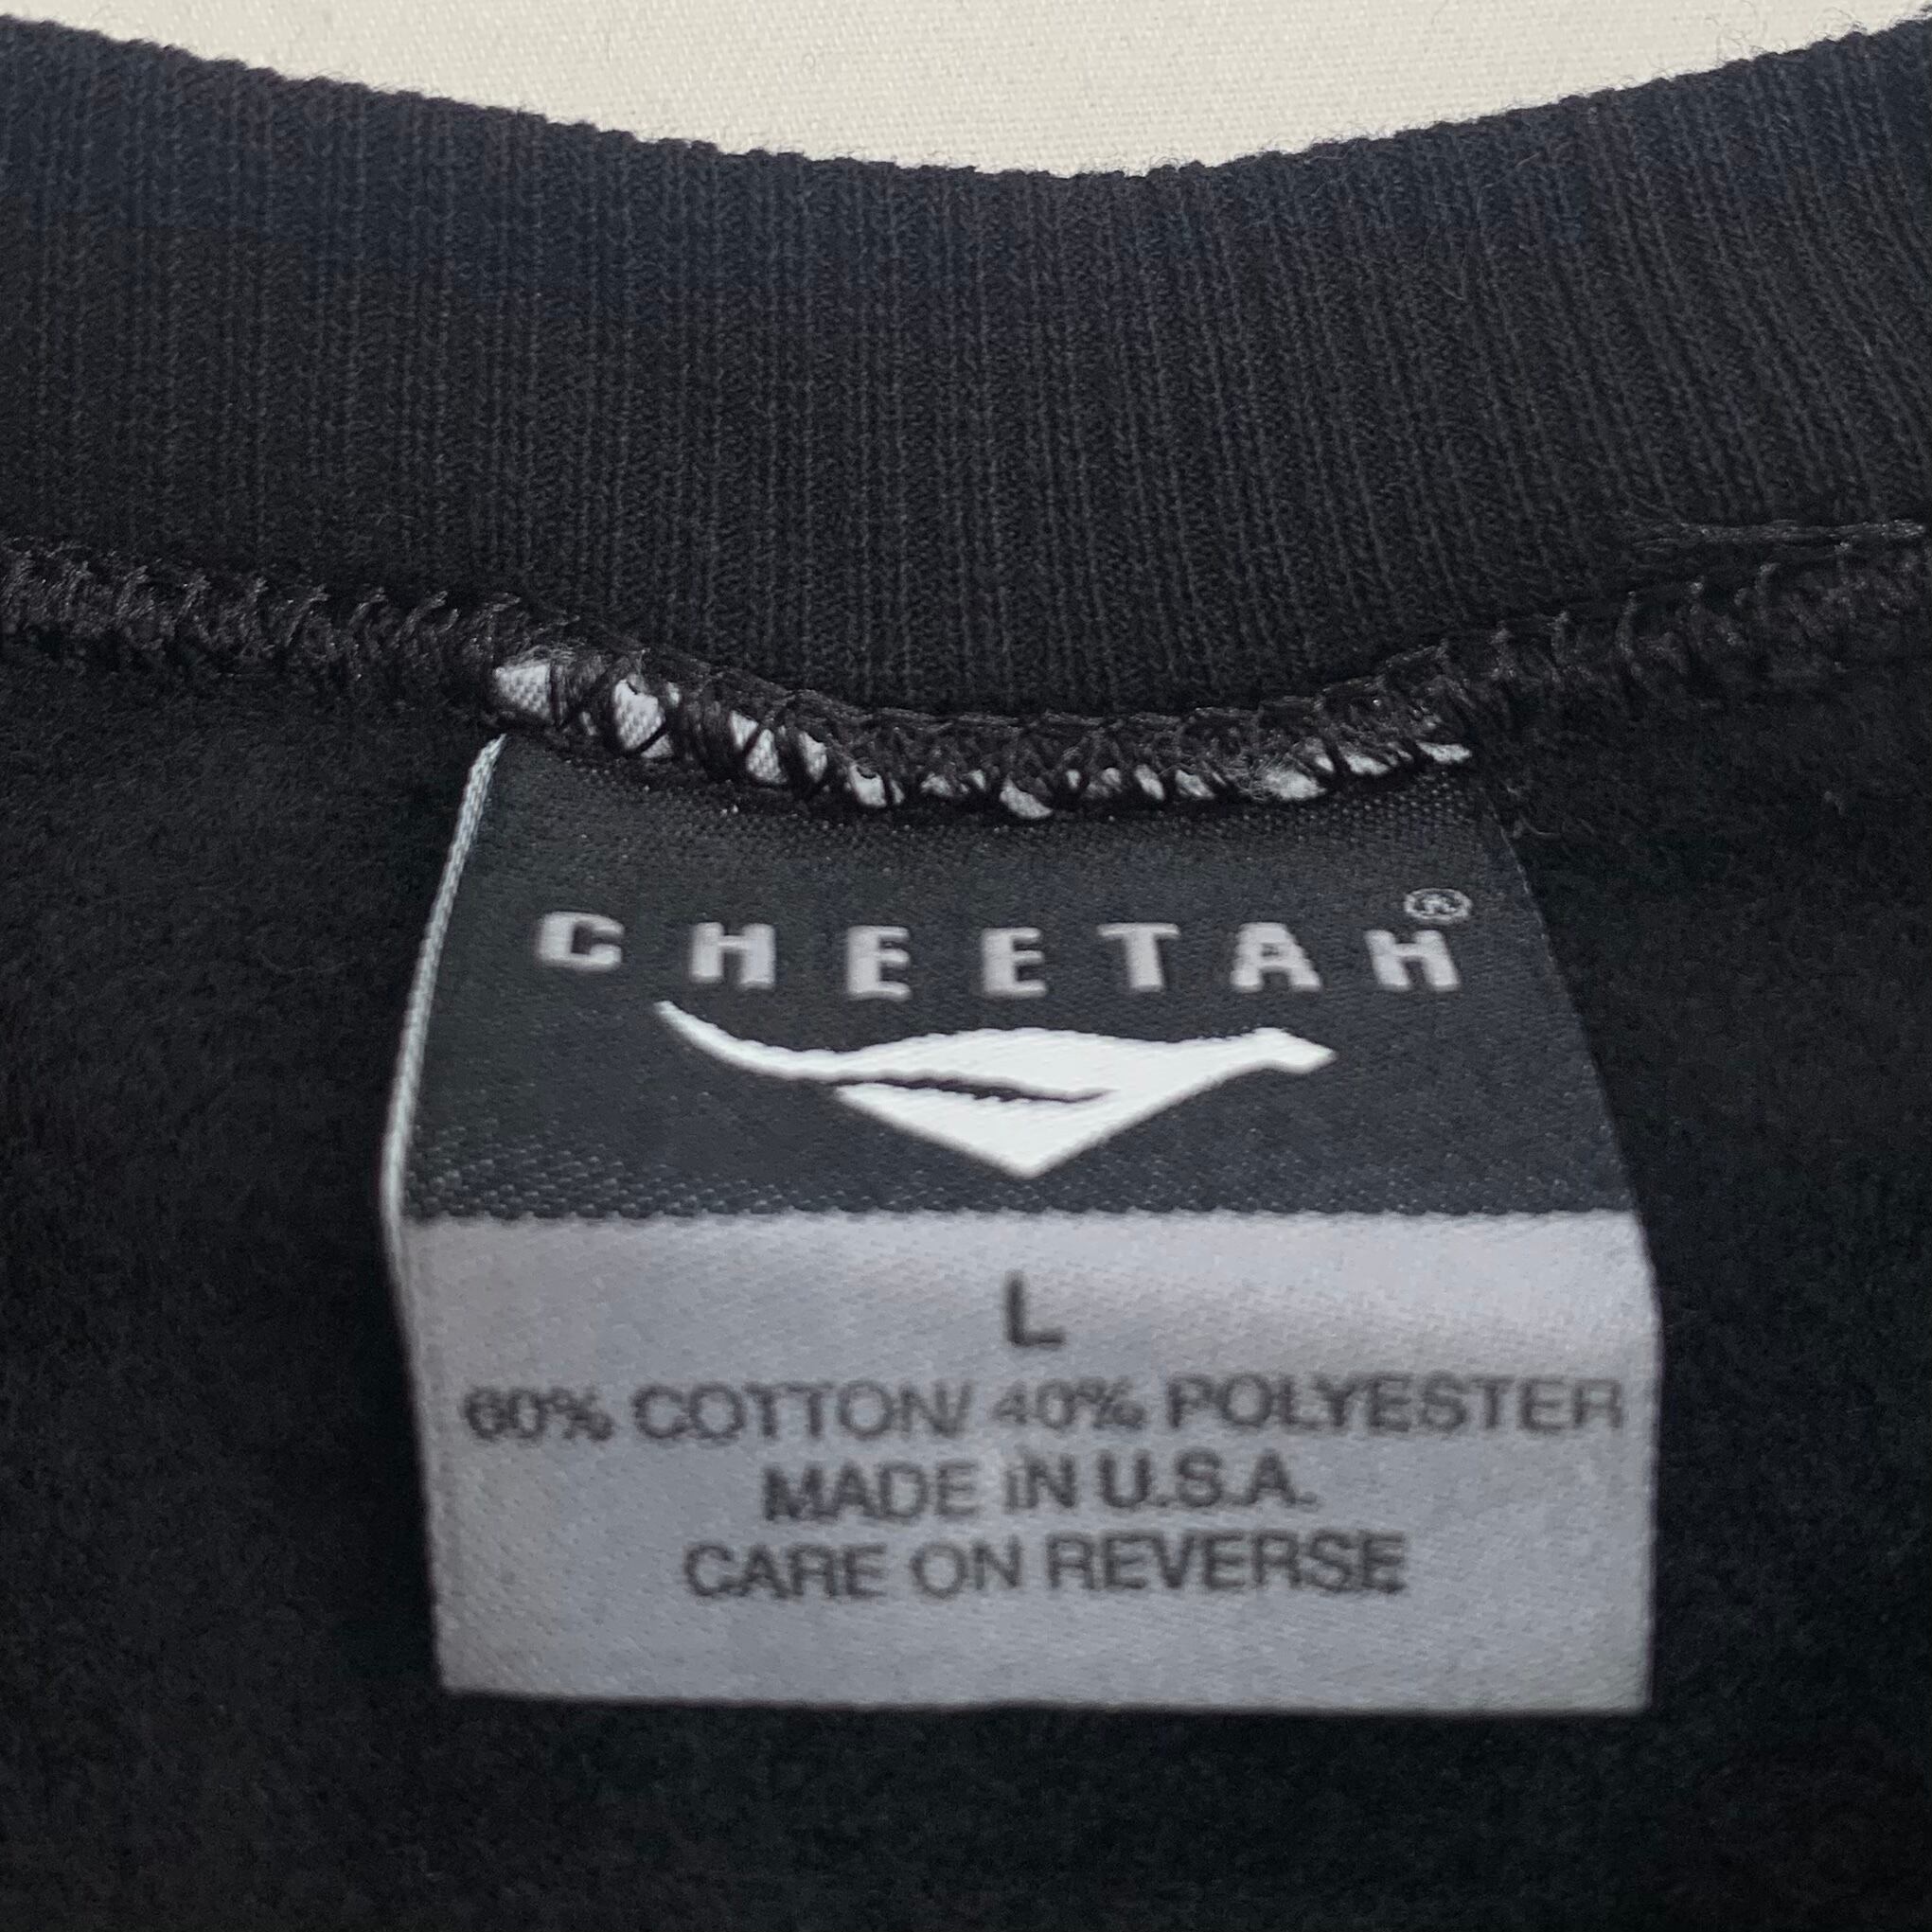 CHEETAH®
L
60% COTTON/ 40% POLYESTER
MADE IN U.S.A.
CARE ON REVERSE